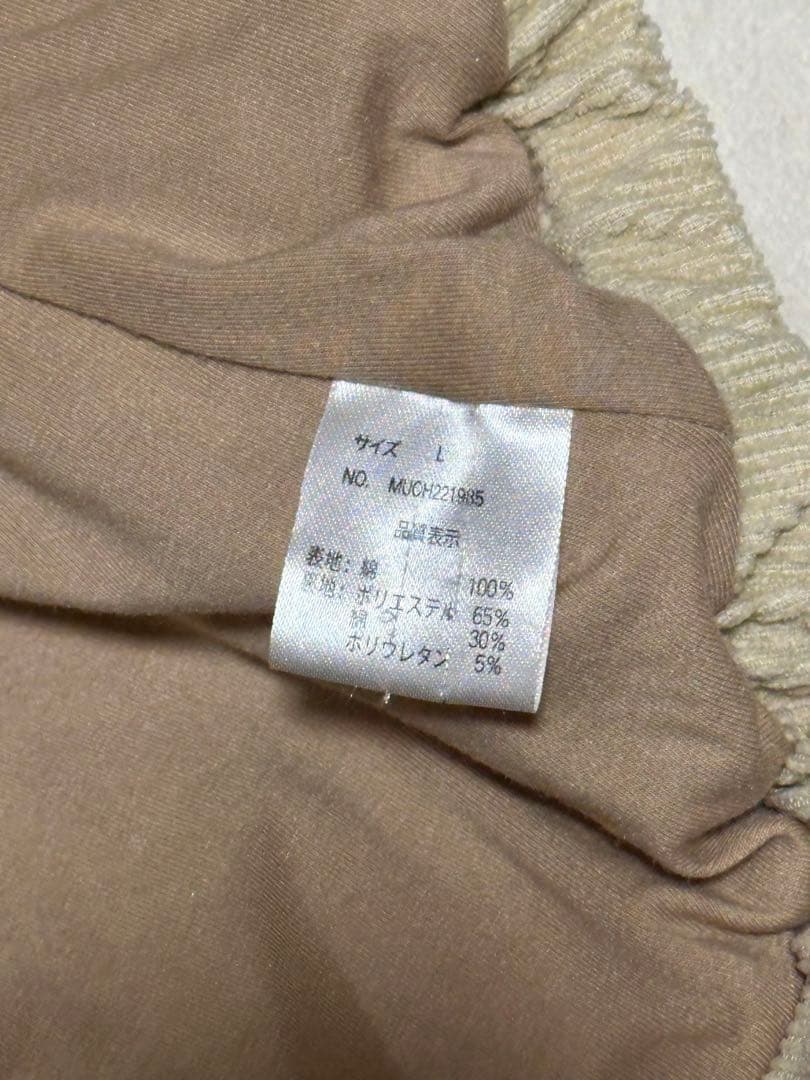 サイズ L
NO. MUCH221985
品質表示
表地: 綿 100%
裏地: ポリエステル 65%
綿 30%
ポリウレタン 5%